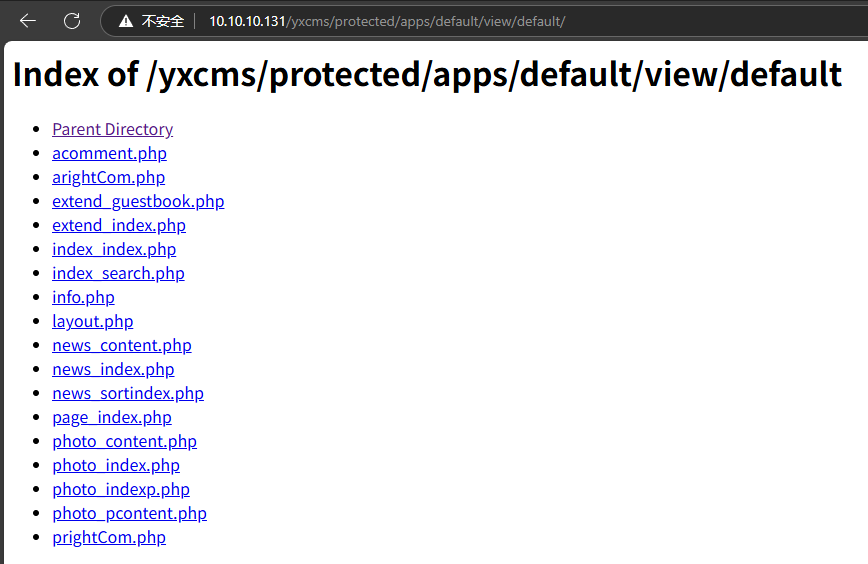 不安全 10.10.10.131/yxcms/protected/apps/default/view/default/
Index of /yxcms/protected/apps/default/view/default
Parent Directory
acomment.php
arightCom.php
extend_guestbook.php
extend_index.php
index_index.php
index_search.php
info.php
layout.php
news_content.php
news_index.php
news_sortindex.php
page_index.php
photo_content.php
photo_index.php
photo_indexp.php
photo_pcontent.php
prightCom.php